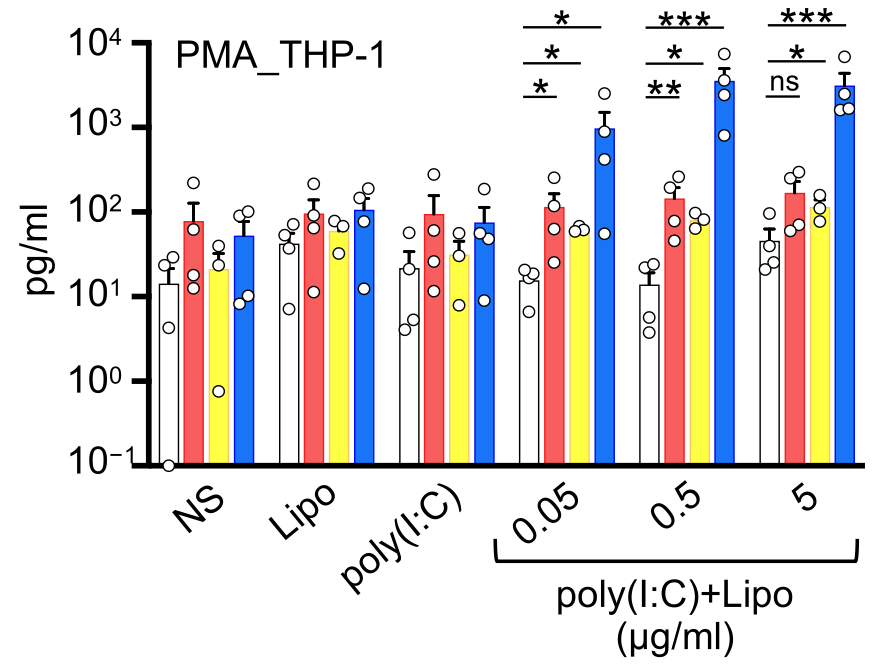 PMA_THP-1
* *** ***
* * *
* ** ns
10⁴
10³
10²
10¹
10⁰
10⁻¹
pg/ml
NS Lipo poly(I:C) 0.05 0.5 5
poly(I:C)+Lipo
(µg/ml)